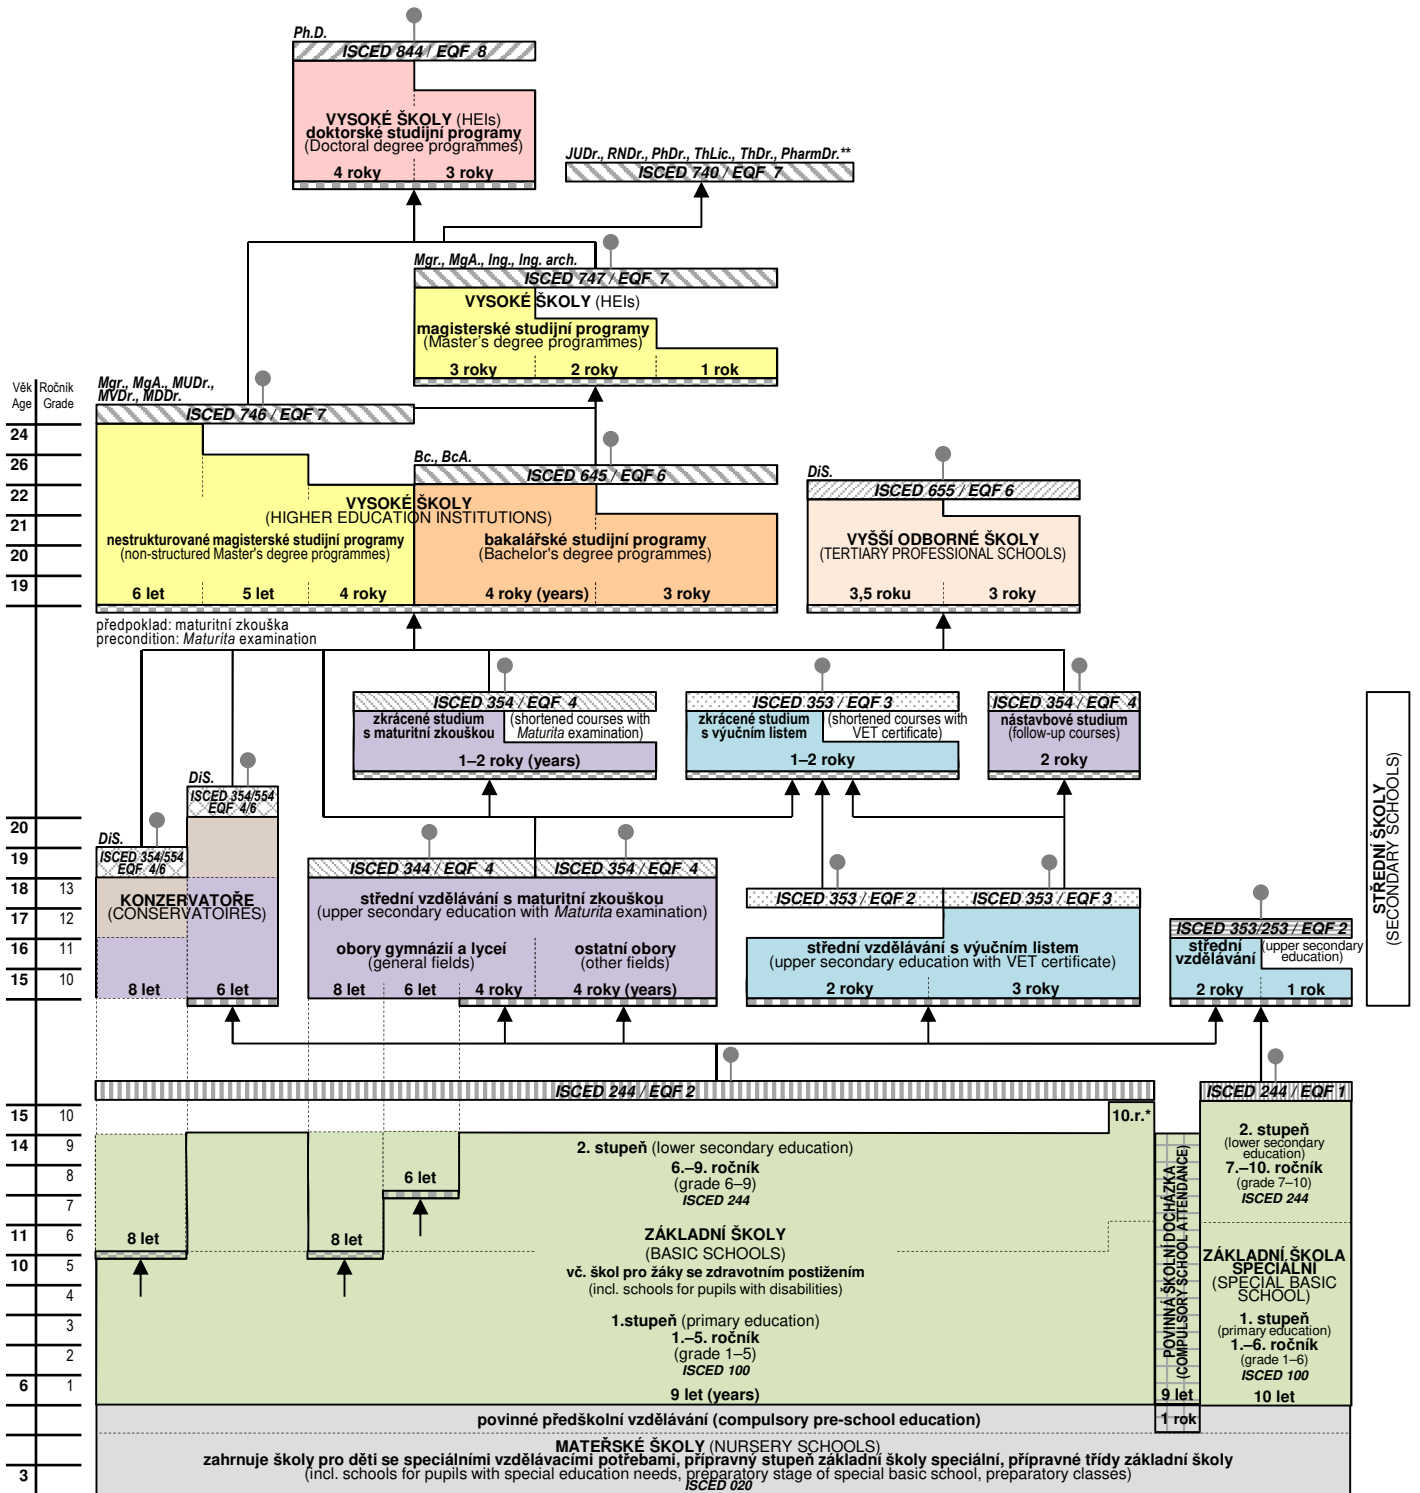 Ph.D.
ISCED 844 / EQF 8
VYSOKÉ ŠKOLY (HEIs)
doktorské studijní programy
(Doctoral degree programmes)
4 roky 3 roky
JUDr., RNDr., PhDr., ThLic., ThDr., PharmDr.**
ISCED 740 / EQF 7
Mgr., MgA., Ing., Ing. arch.
ISCED 747 / EQF 7
VYSOKÉ ŠKOLY (HEIs)
magisterské studijní programy
(Master's degree programmes)
3 roky 2 roky 1 rok
Věk Ročník
Age Grade
Mgr., MgA., MUDr.,
MVDr., MDDr.
ISCED 746 / EQF 7
24
26
22
21
20
19
Bc., BcA.
ISCED 645 / EQF 6
VYSOKÉ ŠKOLY
(HIGHER EDUCATION INSTITUTIONS)
nestrukturované magisterské studijní programy
(non-structured Master's degree programmes)
6 let 5 let 4 roky
bakalářské studijní programy
(Bachelor's degree programmes)
4 roky (years) 3 roky
DiS.
ISCED 655 / EQF 6
VYŠŠÍ ODBORNÉ ŠKOLY
(TERTIARY PROFESSIONAL SCHOOLS)
3,5 roku 3 roky
předpoklad: maturitní zkouška
precondition: Maturita examination
ISCED 354 / EQF 4
zkrácené studium
s maturitní zkouškou
(shortened courses with
Maturita examination)
1–2 roky (years)
ISCED 353 / EQF 3
zkrácené studium
s výučním listem
(shortened courses with
VET certificate)
1–2 roky
ISCED 354 / EQF 4
nástavbové studium
(follow-up courses)
2 roky
STŘEDNÍ ŠKOLY
(SECONDARY SCHOOLS)
DiS.
ISCED 354/554
EQF 4/6
DiS.
ISCED 354/554
EQF 4/6
20
19
18 13
17 12
16 11
15 10
KONZERVATOŘE
(CONSERVATOIRES)
8 let 6 let
ISCED 344 / EQF 4
ISCED 354 / EQF 4
střední vzdělávání s maturitní zkouškou
(upper secondary education with Maturita examination)
obory gymnázií a lyceí
(general fields)
ostatní obory
(other fields)
8 let 6 let 4 roky 4 roky (years)
ISCED 353 / EQF 2
ISCED 353 / EQF 3
střední vzdělávání s výučním listem
(upper secondary education with VET certificate)
2 roky 3 roky
ISCED 353/253 / EQF 2
střední
vzdělávání
(upper secondary
education)
2 roky 1 rok
ISCED 244 / EQF 2
ISCED 244 / EQF 1
15 10
14 9
8
7
11 6
10 5
4
3
2
6 1
3
10.r.*
8 let
8 let
6 let
2. stupeň (lower secondary education)
6.–9. ročník
(grade 6–9)
ISCED 244
ZÁKLADNÍ ŠKOLY
(BASIC SCHOOLS)
vč. škol pro žáky se zdravotním postižením
(incl. schools for pupils with disabilities)
1.stupeň (primary education)
1.–5. ročník
(grade 1–5)
ISCED 100
9 let (years)
POVINNÁ ŠKOLNÍ DOCHÁZKA
(COMPULSORY SCHOOL ATTENDANCE)
9 let
1 rok
2. stupeň
(lower secondary
education)
7.–10. ročník
(grade 7–10)
ISCED 244
ZÁKLADNÍ ŠKOLA
SPECIÁLNÍ
(SPECIAL BASIC
SCHOOL)
1. stupeň
(primary education)
1.–6. ročník
(grade 1–6)
ISCED 100
10 let
povinné předškolní vzdělávání (compulsory pre-school education)
MATEŘSKÉ ŠKOLY (NURSERY SCHOOLS)
zahrnuje školy pro děti se speciálními vzdělávacími potřebami, přípravný stupeň základní školy speciální, přípravné třídy základní školy
(incl. schools for pupils with special education needs, preparatory stage of special basic school, preparatory classes)
ISCED 020